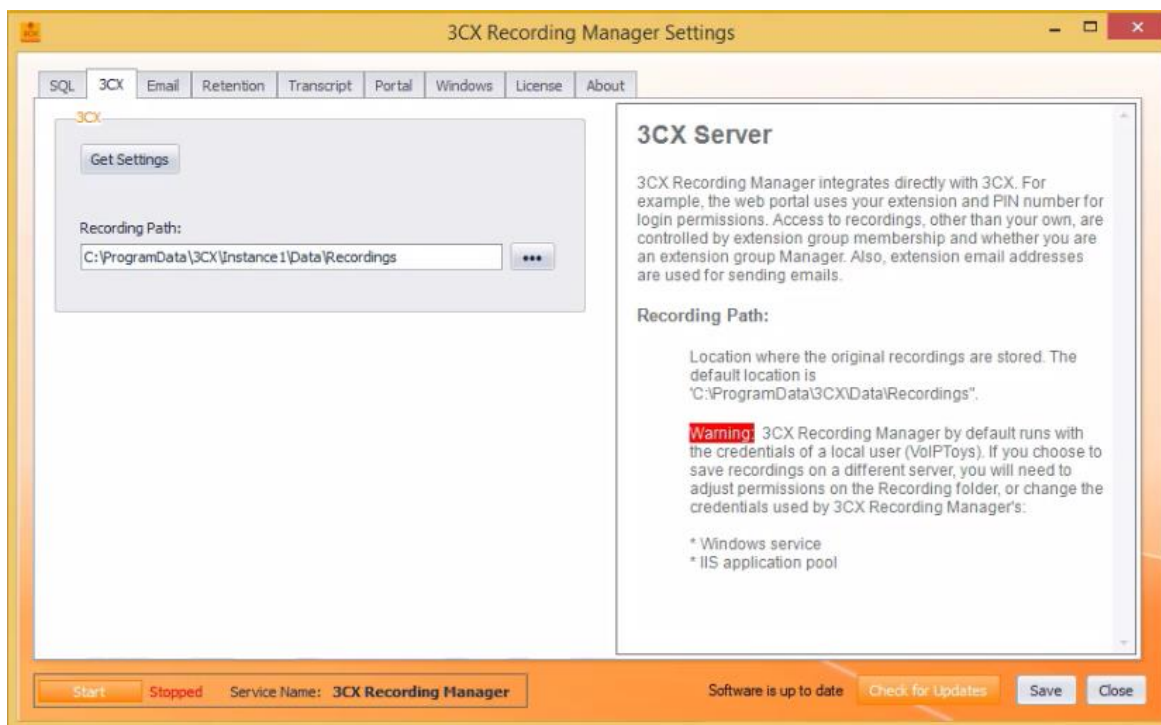 3CX Recording Manager Settings
SQL 3CX Email Retention Transcript Portal Windows License About
3CX
Get Settings
Recording Path:
C:\ProgramData\3CX\Instance1\Data\Recordings
3CX Server
3CX Recording Manager integrates directly with 3CX. For
example, the web portal uses your extension and PIN number for
login permissions. Access to recordings, other than your own, are
controlled by extension group membership and whether you are
an extension group Manager. Also, extension email addresses
are used for sending emails.
Recording Path:
Location where the original recordings are stored. The
default location is
'C:\ProgramData\3CX\Data\Recordings".
Warning: 3CX Recording Manager by default runs with
the credentials of a local user (VoIPToys). If you choose to
save recordings on a different server, you will need to
adjust permissions on the Recording folder, or change the
credentials used by 3CX Recording Manager's:
* Windows service
* IIS application pool
Start Stopped Service Name: 3CX Recording Manager Software is up to date Check for Updates Save Close